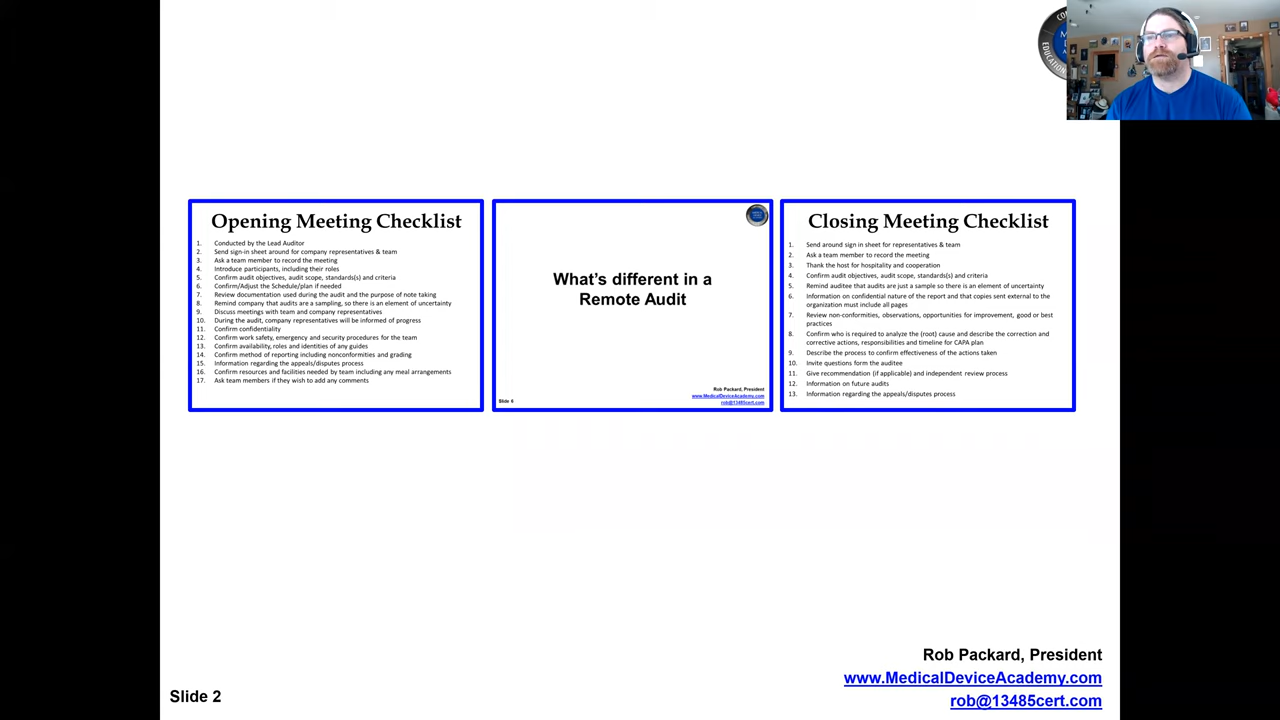 Opening Meeting Checklist
1. Conducted by the Lead Auditor
2. Send sign-in sheet around for company representatives & team
3. Ask a team member to record the meeting
4. Introduce participants, including their roles
5. Confirm audit objectives, audit scope, standards(s) and criteria
6. Confirm/Adjust the Schedule/plan if needed
7. Review documentation used during the audit and the purpose of note taking
8. Remind company that audits are a sampling, so there is an element of uncertainty
9. Discuss meetings with team and company representatives
10. During the audit, company representatives will be informed of progress
11. Confirm confidentiality
12. Confirm work safety, emergency and security procedures for the team
13. Confirm availability, roles and identities of any guides
14. Confirm method of reporting including nonconformities and grading
15. Information regarding the appeals/disputes process
16. Confirm resources and facilities needed by team including any meal arrangements
17. Ask team members if they wish to add any comments
What's different in a
Remote Audit
Slide 6
Rob Packard, President
www.MedicalDeviceAcademy.com
rob@13485cert.com
Closing Meeting Checklist
1. Send around sign in sheet for representatives & team
2. Ask a team member to record the meeting
3. Thank the host for hospitality and cooperation
4. Confirm audit objectives, audit scope, standards(s) and criteria
5. Remind auditee that audits are just a sample so there is an element of uncertainty
6. Information on confidential nature of the report and that copies sent external to the
organization must include all pages
7. Review non-conformities, observations, opportunities for improvement, good or best
practices
8. Confirm who is required to analyze the (root) cause and describe the correction and
corrective actions, responsibilities and timeline for CAPA plan
9. Describe the process to confirm effectiveness of the actions taken
10. Invite questions form the auditee
11. Give recommendation (if applicable) and independent review process
12. Information on future audits
13. Information regarding the appeals/disputes process
Rob Packard, President
www.MedicalDeviceAcademy.com
rob@13485cert.com
Slide 2